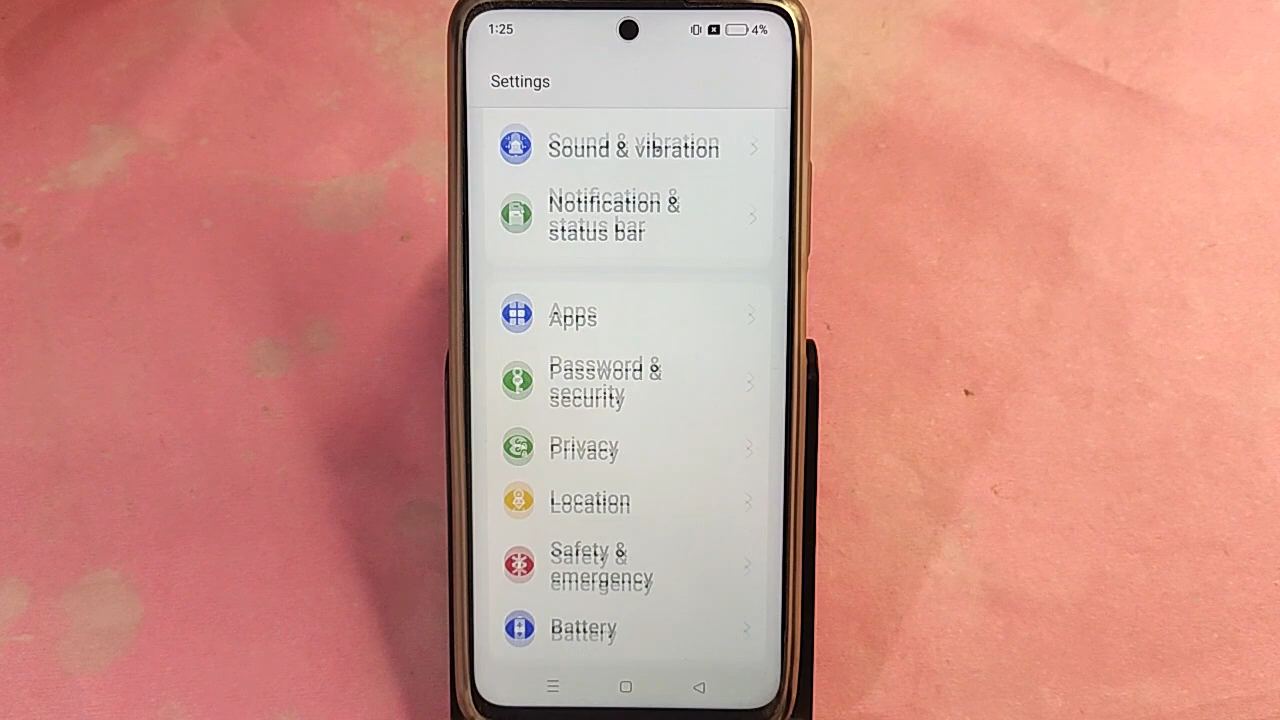 1:25
4%
Settings
Sound & vibration
Notification &
status bar
Apps
Password &
security
Privacy
Location
Safety &
emergency
Battery